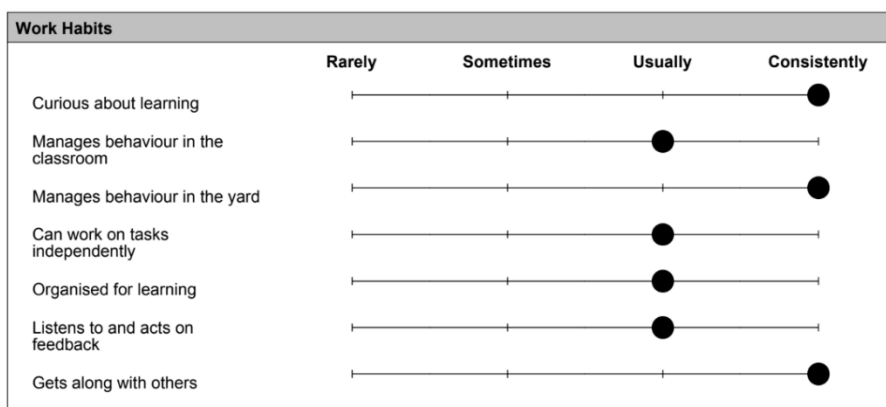 Work Habits
Rarely Sometimes Usually Consistently
Curious about learning
Manages behaviour in the
classroom
Manages behaviour in the yard
Can work on tasks
independently
Organised for learning
Listens to and acts on
feedback
Gets along with others